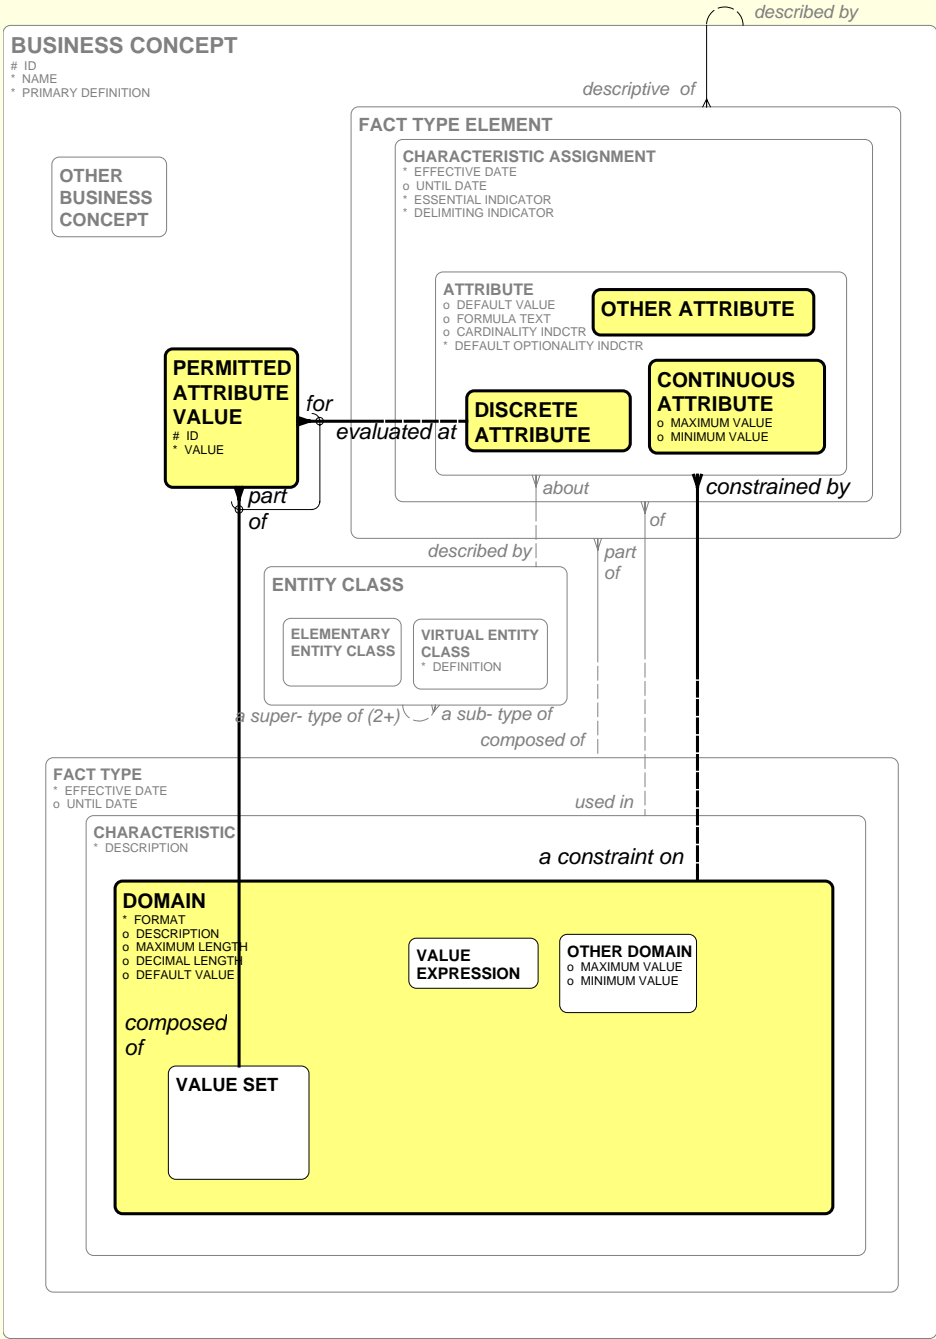 described by
BUSINESS CONCEPT
# ID
* NAME
* PRIMARY DEFINITION
descriptive of
FACT TYPE ELEMENT
CHARACTERISTIC ASSIGNMENT
* EFFECTIVE DATE
o UNTIL DATE
* ESSENTIAL INDICATOR
* DELIMITING INDICATOR
OTHER
BUSINESS
CONCEPT
ATTRIBUTE
o DEFAULT VALUE
o FORMULA TEXT
o CARDINALITY INDCTR
* DEFAULT OPTIONALITY INDCTR
OTHER ATTRIBUTE
PERMITTED
ATTRIBUTE
VALUE
# ID
* VALUE
for
evaluated at
DISCRETE
ATTRIBUTE
CONTINUOUS
ATTRIBUTE
o MAXIMUM VALUE
o MINIMUM VALUE
part
of
about
constrained by
of
described by
part
of
ENTITY CLASS
ELEMENTARY
ENTITY CLASS
VIRTUAL ENTITY
CLASS
* DEFINITION
a super- type of (2+)
a sub- type of
composed of
FACT TYPE
* EFFECTIVE DATE
o UNTIL DATE
used in
CHARACTERISTIC
* DESCRIPTION
a constraint on
DOMAIN
* FORMAT
o DESCRIPTION
o MAXIMUM LENGTH
o DECIMAL LENGTH
o DEFAULT VALUE
VALUE
EXPRESSION
OTHER DOMAIN
o MAXIMUM VALUE
o MINIMUM VALUE
composed
of
VALUE SET